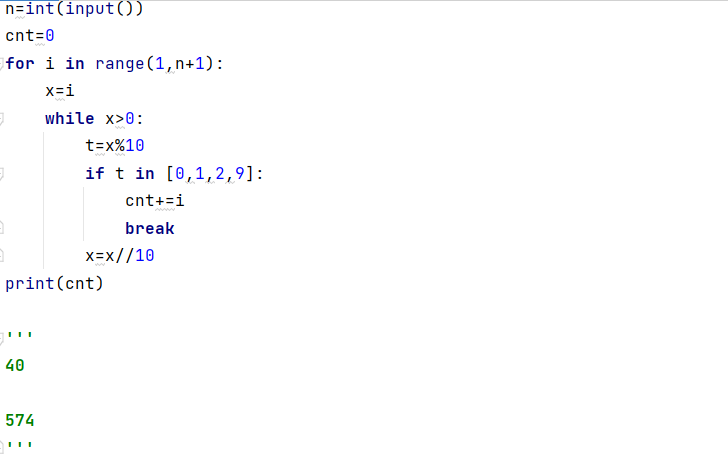 n=int(input())
cnt=0
for i in range(1,n+1):
    x=i
    while x>0:
        t=x%10
        if t in [0,1,2,9]:
            cnt+=i
            break
        x=x//10
print(cnt)
'''
40
574
'''